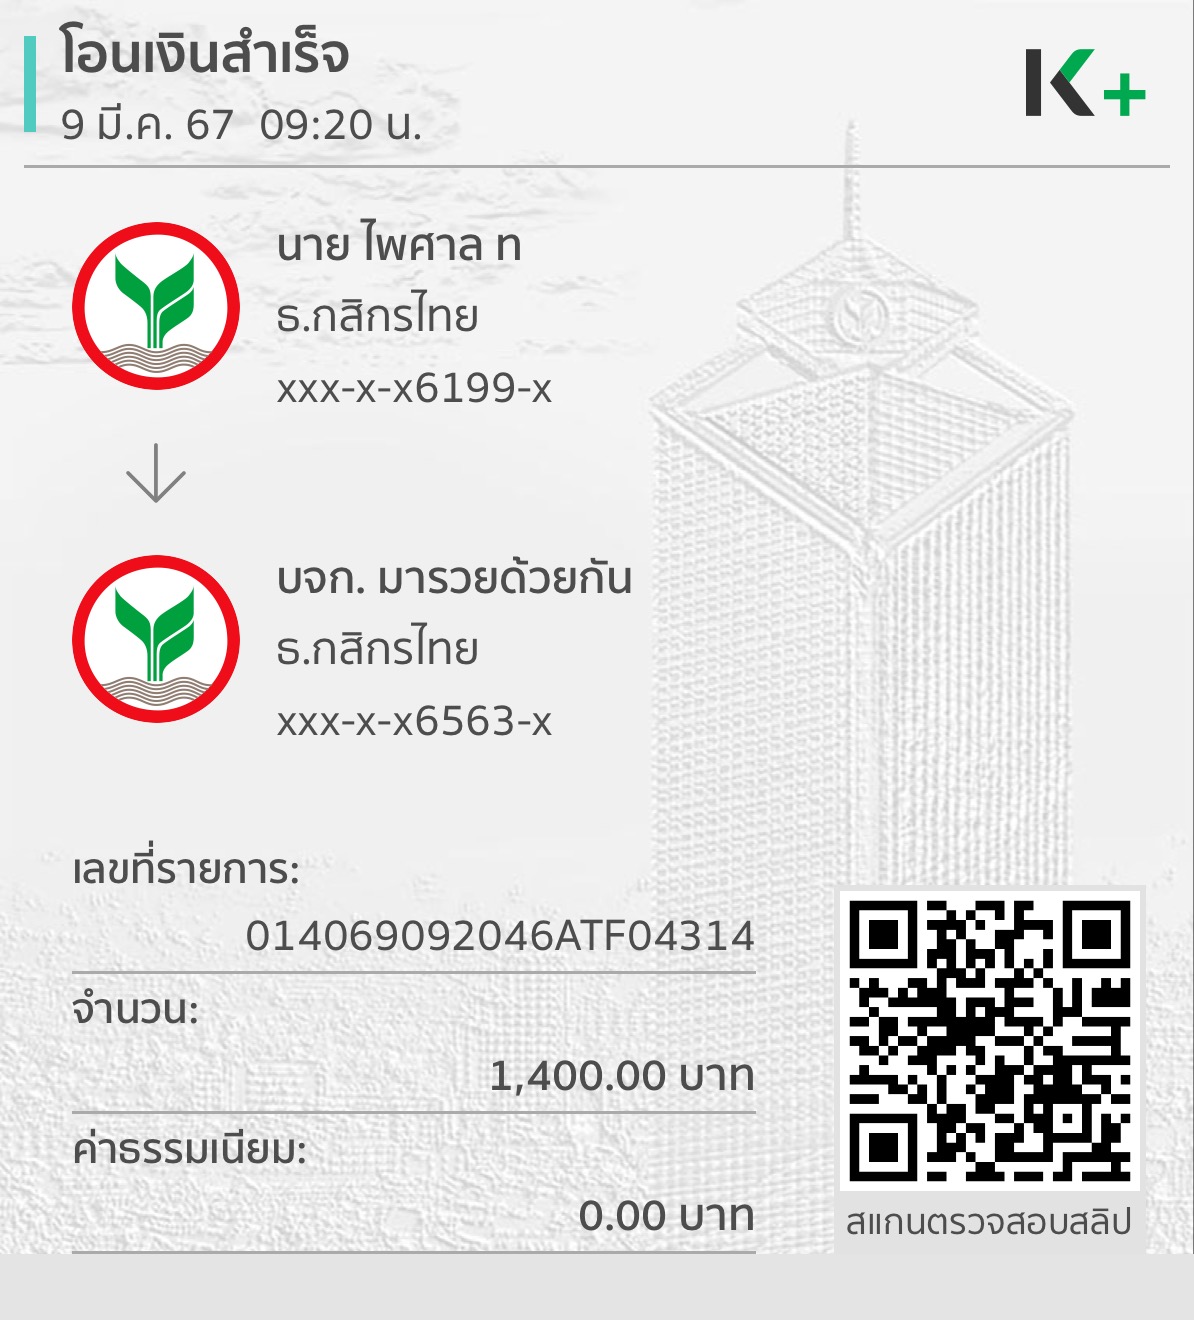 โอนเงินสำเร็จ
9 มี.ค. 67 09:20 น.
K+
นาย ไพศาล ท
ธ.กสิกรไทย
xxx-x-x6199-x
บจก. มารวยด้วยกัน
ธ.กสิกรไทย
xxx-x-x6563-x
เลขที่รายการ:
014069092046ATF04314
จำนวน:
1,400.00 บาท
ค่าธรรมเนียม:
0.00 บาท
สแกนตรวจสอบสลิป